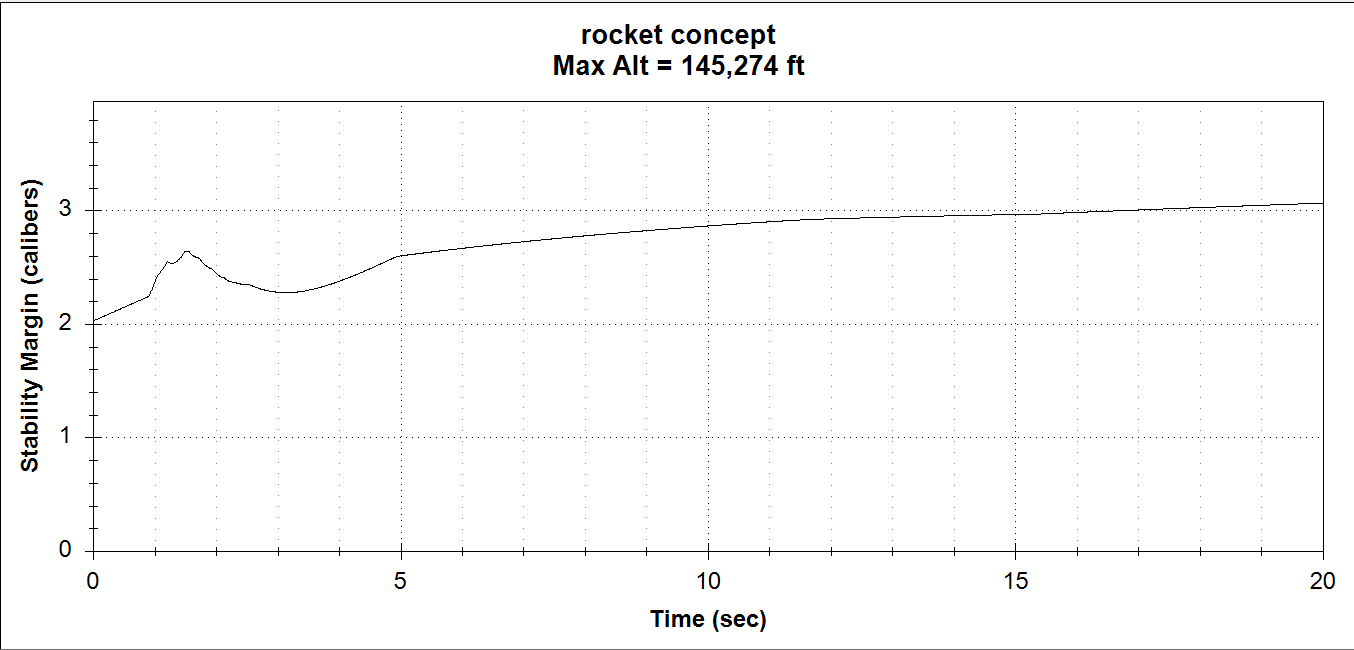 rocket concept
Max Alt = 145,274 ft
Stability Margin (calibers)
3
2
1
0
0 5 10 15 20
Time (sec)